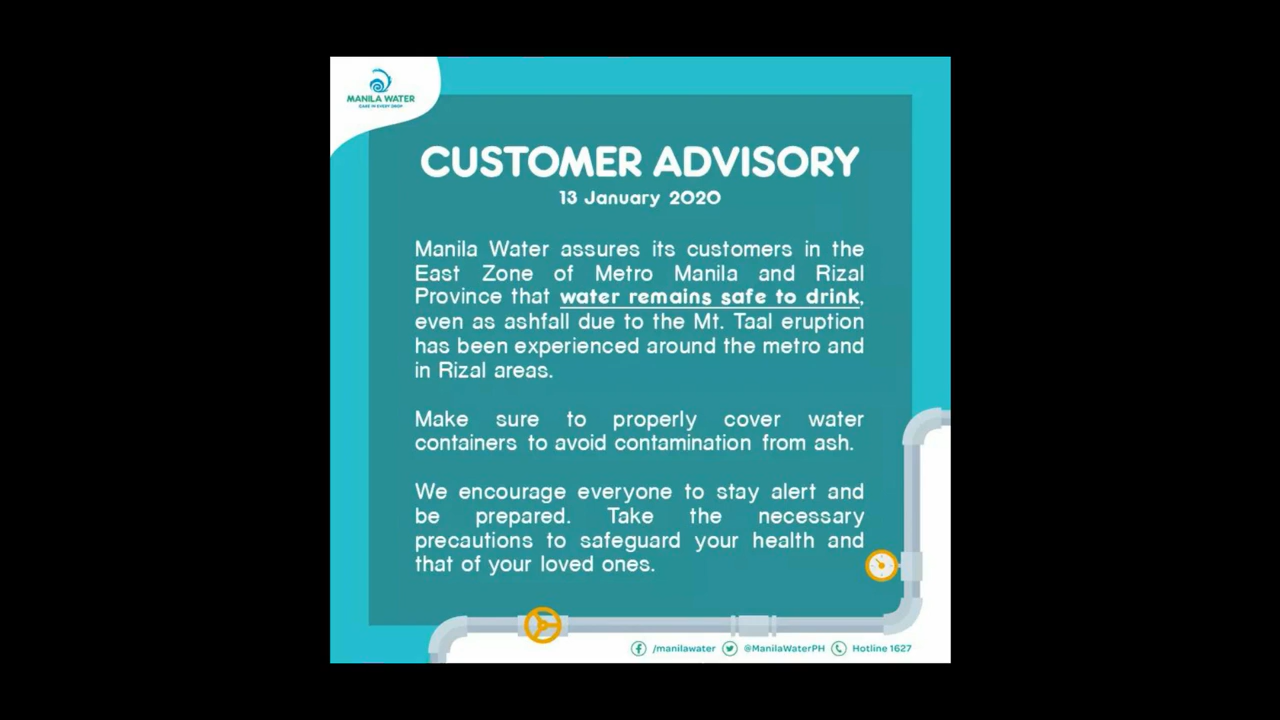 MANILA WATER
CARE IN EVERY DROP
CUSTOMER ADVISORY
13 January 2020
Manila Water assures its customers in the
East Zone of Metro Manila and Rizal
Province that water remains safe to drink,
even as ashfall due to the Mt. Taal eruption
has been experienced around the metro and
in Rizal areas.
Make sure to properly cover water
containers to avoid contamination from ash.
We encourage everyone to stay alert and
be prepared. Take the necessary
precautions to safeguard your health and
that of your loved ones.
/manilawater @ManilaWaterPH Hotline 1627